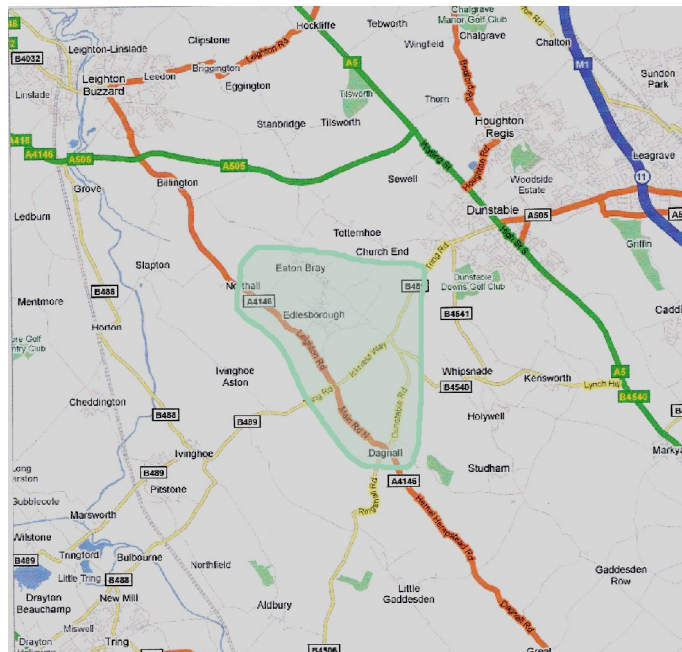 Chalgrave
Manor Golf Club
Tebworth
Hockliffe
Chalgrave
Clipstone
Wingfield
Chalton
Leighton-Linslade
B4032
Leighton Rd
A5
M1
Briggington
Leedon
Leighton
Buzzard
Eggington
Bedford Rd
Sundon
Park
Linslade
Tilsworth
Thorn
Houghton
Regis
Stanbridge
Tilsworth
A418
A4146
A505
A505
Watling St
Houghton Rd
Leagrave
Sewell
Woodside
Estate
11
Billington
Grove
Dunstable
A505
Ledburn
Totternhoe
High St S
Griffin
Church End
Tring Rd
Slapton
Eaton Bray
Northall
Dunstable
Downs Golf Club
B489
Mentmore
B488
A4146
Edlesborough
B4541
Horton
Leighton Rd
Icknield Way
Ivinghoe
Aston
Whipsnade
A5
Cheddington
B4540
Kensworth
Lynch Hill
B4540
Main Rd N
Dunstable Rd
B488
B489
Holywell
Ivinghoe
Dagnall
B489
Studham
Pitstone
A4146
Gubblecote
Marsworth
Wilstone
Hemel Hempstead Rd
Tringford
Bulbourne
B489
Northfield
Little Tring
B488
Gaddesden
Row
Drayton
Beauchamp
New Mill
Aldbury
Little
Gaddesden
Dagnall Rd
Miswell
Tring
Drayton
B4506
Great